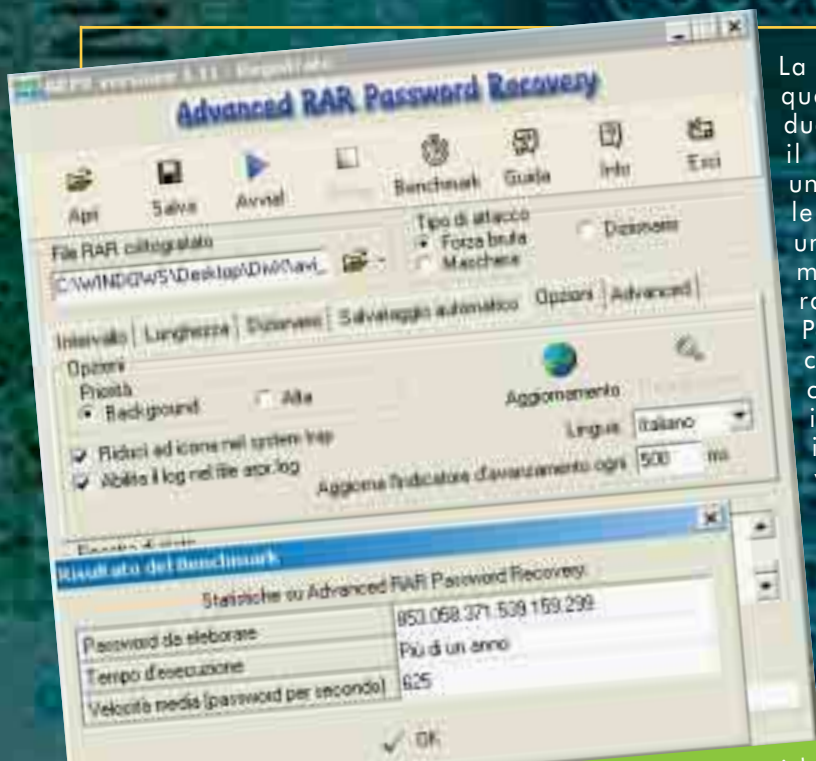 Advanced RAR Password Recovery
Apri Salva Avvia! Benchmark Guida Info Esci
File RAR crittografato
C:\WINDOWS\Desktop\DivX\avi_
Tipo di attacco
Forza bruta
Dizionario
Maschera
Intervallo Lunghezza Dizionario Salvataggio automatico Opzioni Advanced
Opzioni
Priorità
Background Alta
Aggiornamento
Riduci ad icona nel system tray
Lingua Italiano
Abilita il log nel file arpr.log
Aggiorna l'indicatore d'avanzamento ogni 500 ms
Risultato del Benchmark
Statistiche su Advanced RAR Password Recovery:
Password da elaborare 853.058.371.539.159.299
Tempo d'esecuzione Più di un anno
Velocità media (password per secondo) 625
OK
La
il
le